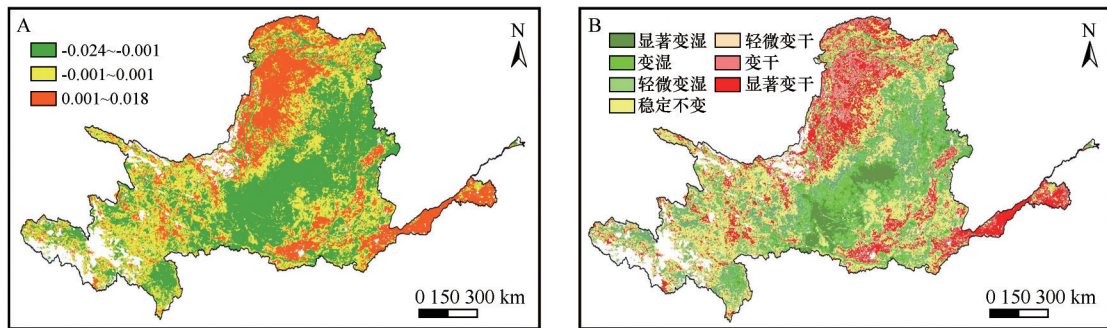 A
N
-0.024~-0.001
-0.001~0.001
0.001~0.018
0 150 300 km
B
N
显著变湿 轻微变干
变湿 变干
轻微变湿 显著变干
稳定不变
0 150 300 km